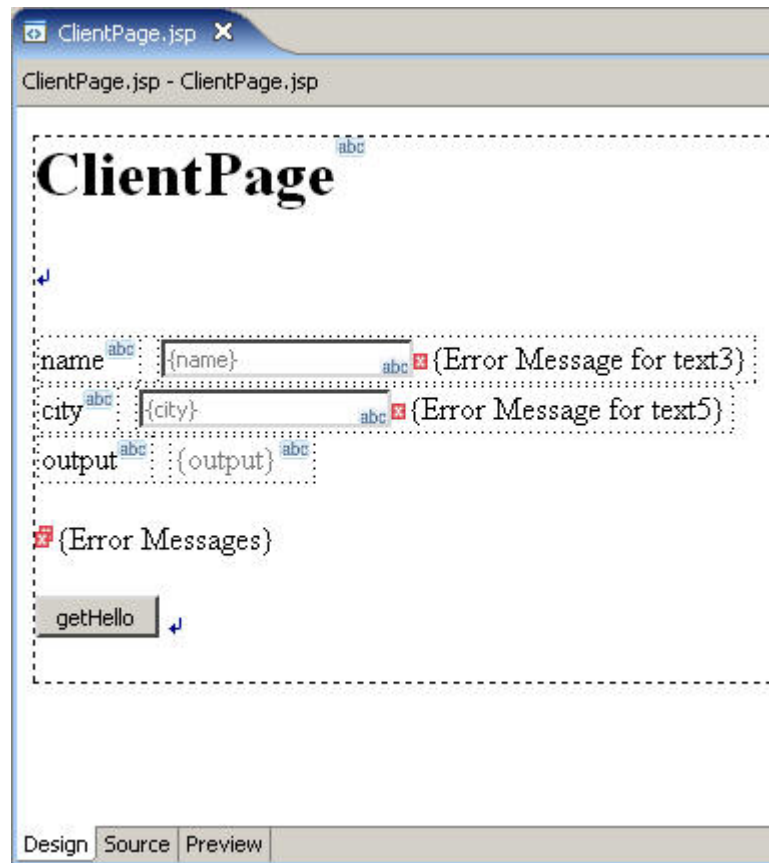 ClientPage.jsp
ClientPage.jsp - ClientPage.jsp
ClientPage abc
name abc {name} abc {Error Message for text3}
city abc {city} abc {Error Message for text5}
output abc {output} abc
{Error Messages}
getHello
Design Source Preview